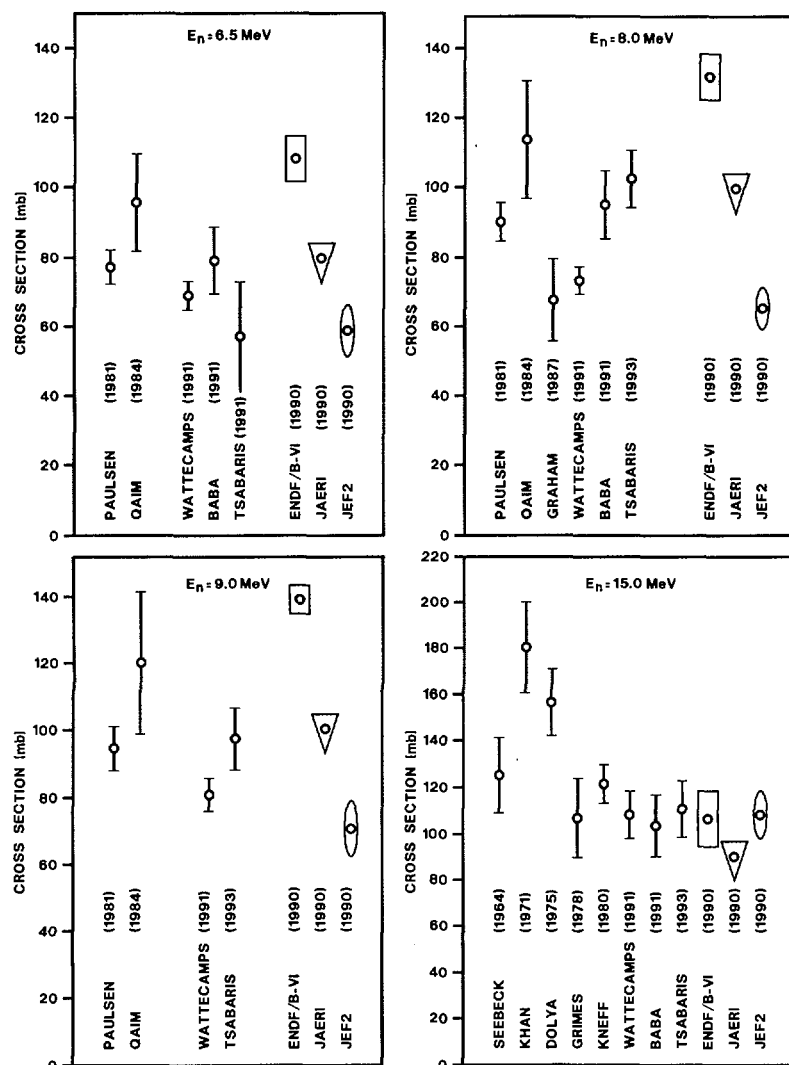 E_n = 6.5 MeV
CROSS SECTION [mb]
140
120
100
80
60
40
20
0
PAULSEN (1981)
QAIM (1984)
WATTECAMPS (1991)
BABA (1991)
TSABARIS (1991)
ENDF/B-VI (1990)
JAERI (1990)
JEF2 (1990)
E_n = 8.0 MeV
CROSS SECTION [mb]
140
120
100
80
60
40
20
0
PAULSEN (1981)
QAIM (1984)
GRAHAM (1987)
WATTECAMPS (1991)
BABA (1991)
TSABARIS (1993)
ENDF/B-VI (1990)
JAERI (1990)
JEF2 (1990)
E_n = 9.0 MeV
CROSS SECTION [mb]
140
120
100
80
60
40
20
0
PAULSEN (1981)
QAIM (1984)
WATTECAMPS (1991)
TSABARIS (1993)
ENDF/B-VI (1990)
JAERI (1990)
JEF2 (1990)
E_n = 15.0 MeV
CROSS SECTION [mb]
220
200
180
160
140
120
100
80
60
40
20
0
SEEBECK (1964)
KHAN (1971)
DOLYA (1975)
GRIMES (1978)
KNEFF (1980)
WATTECAMPS (1991)
BABA (1991)
TSABARIS (1993)
ENDF/B-VI (1990)
JAERI (1990)
JEF2 (1990)